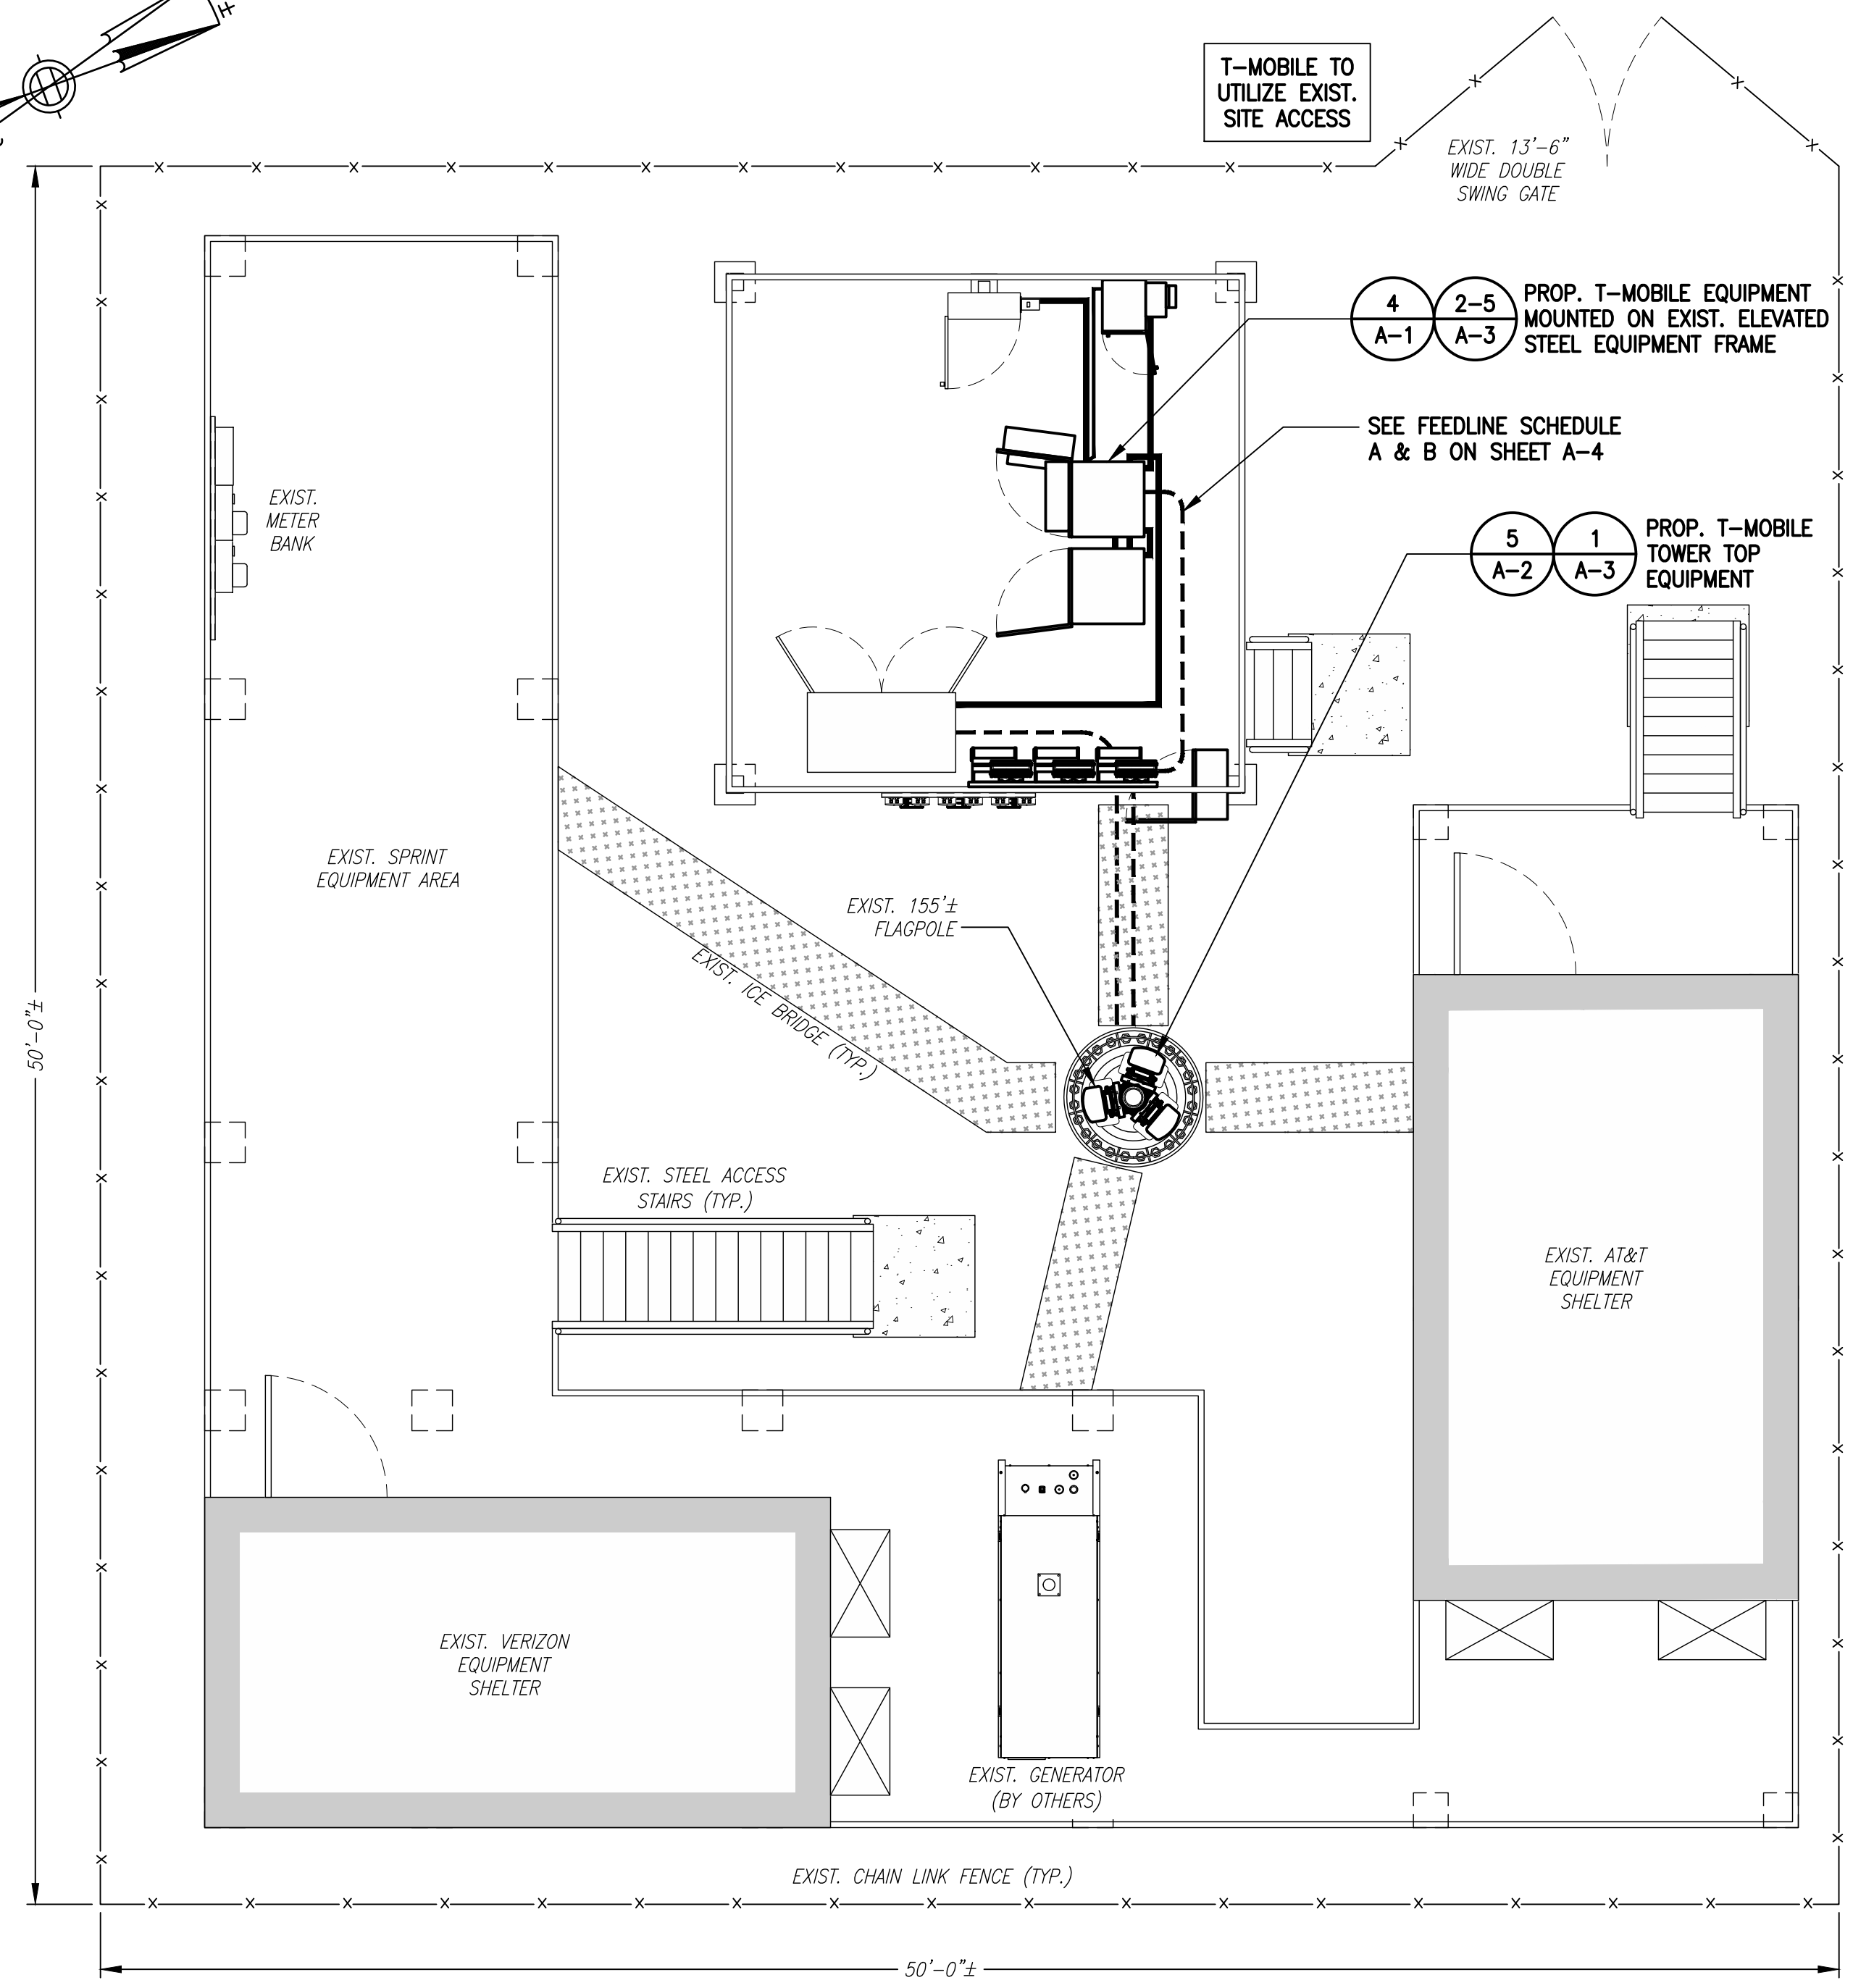 T-MOBILE TO
UTILIZE EXIST.
SITE ACCESS
EXIST. 13'-6"
WIDE DOUBLE
SWING GATE
4
A-1
2-5
A-3
PROP. T-MOBILE EQUIPMENT
MOUNTED ON EXIST. ELEVATED
STEEL EQUIPMENT FRAME
SEE FEEDLINE SCHEDULE
A & B ON SHEET A-4
EXIST.
METER
BANK
5
A-2
1
A-3
PROP. T-MOBILE
TOWER TOP
EQUIPMENT
EXIST. SPRINT
EQUIPMENT AREA
EXIST. 155'±
FLAGPOLE
EXIST. ICE BRIDGE (TYP.)
50'-0"±
EXIST. STEEL ACCESS
STAIRS (TYP.)
EXIST. AT&T
EQUIPMENT
SHELTER
EXIST. VERIZON
EQUIPMENT
SHELTER
EXIST. GENERATOR
(BY OTHERS)
EXIST. CHAIN LINK FENCE (TYP.)
50'-0"±